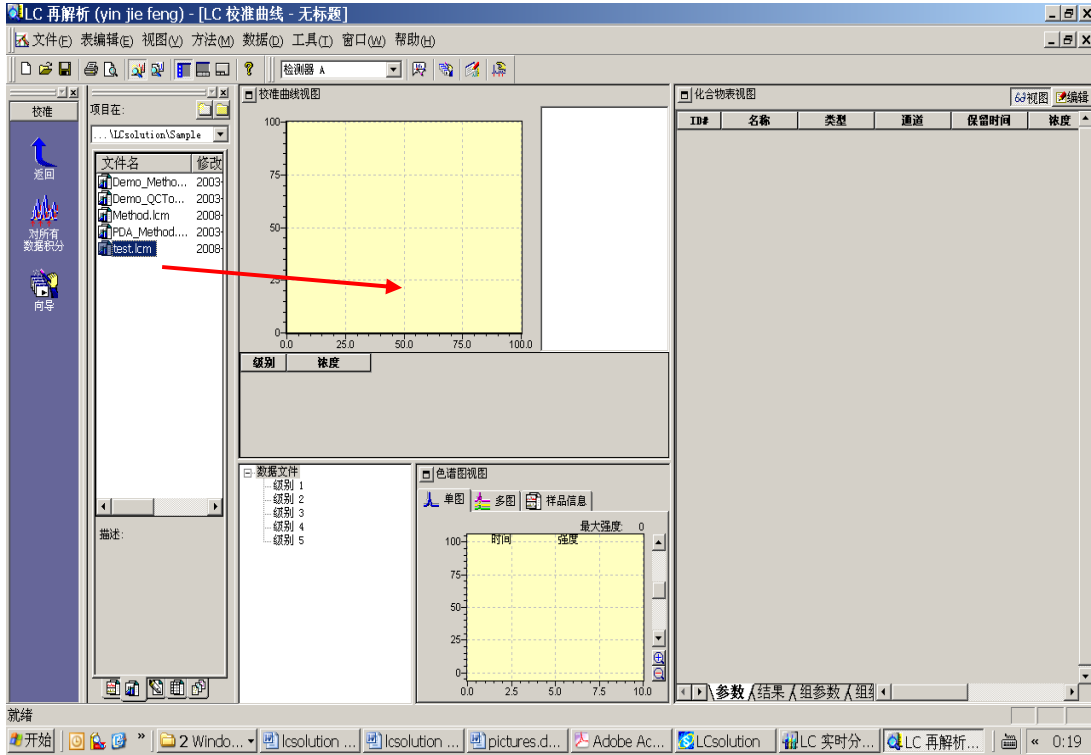 LC 再解析 (yin jie feng) - [LC 校准曲线 - 无标题]
文件(F) 表编辑(E) 视图(V) 方法(M) 数据(D) 工具(T) 窗口(W) 帮助(H)
检测器 A
校准
返回
对所有
数据积分
向导
项目在:
...\LCsolution\Sample
文件名 修改
Demo_Metho... 2003-
Demo_QCTo... 2003-
Method.lcm 2008-
PDA_Method.... 2003-
test.lcm 2008-
描述:
校准曲线视图
100
75
50
25
0
0.0 25.0 50.0 75.0 100.0
级别 浓度
数据文件
级别 1
级别 2
级别 3
级别 4
级别 5
色谱图视图
单图 多图 样品信息
最大强度: 0
时间 强度
100
75
50
25
0
0.0 2.5 5.0 7.5 10.0
化合物表视图 视图 编辑
ID# 名称 类型 通道 保留时间 浓度
参数 结果 组参数 组
就绪
开始 » 2 Windo... lcsolution ... lcsolution ... pictures.d... Adobe Ac... LCsolution LC 实时分... LC 再解析... « 0:19